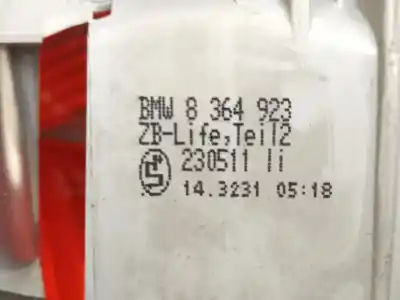 BMW 8 364 923
ZB-Life,Teil2
230511 li
14.3231 05:18